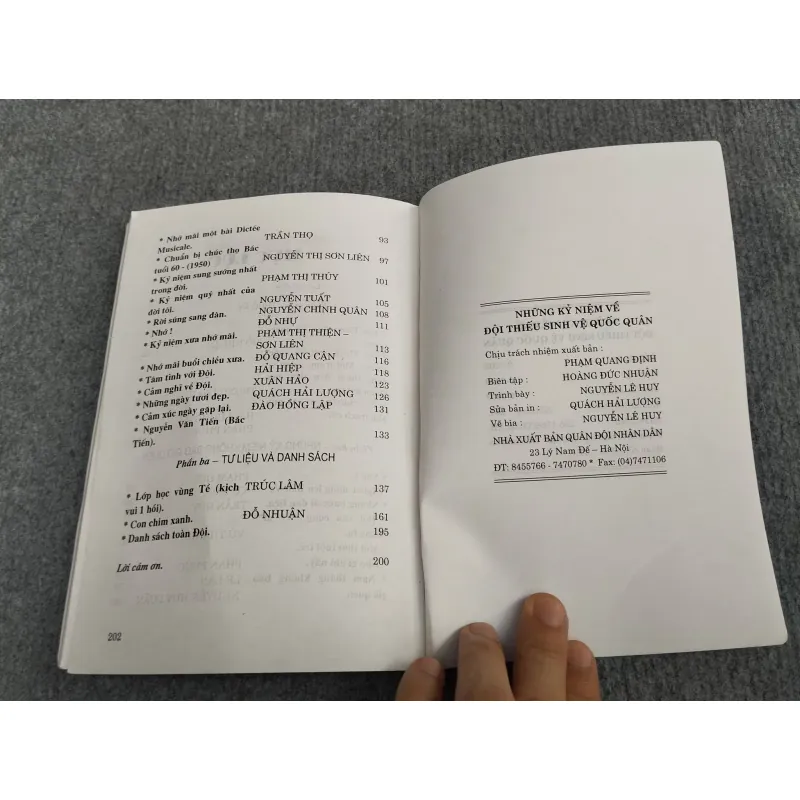 * Nhớ mãi một bài Dictée
Musicale. TRẦN THỌ 93
* Chuẩn bị chúc thọ Bác
tuổi 60 - (1950) NGUYỄN THỊ SƠN LIÊN 97
* Kỷ niệm sung sướng nhất
trong đời. PHẠM THỊ THÚY 101
* Kỷ niệm quý nhất của
đời tôi. NGUYỄN TUẤT 105
* Rời súng sang đàn. NGUYỄN CHÍNH QUÂN 108
* Nhớ ! ĐỖ NHỰ 111
* Kỷ niệm xưa nhớ mãi. PHẠM THỊ THIỆN –
SƠN LIÊN 113
* Nhớ mãi buổi chiều xưa. ĐỖ QUANG CẬN 116
* Tâm tình với Đội. HẢI HIỆP 118
* Cảm nghĩ về Đội. XUÂN HẢO 123
* Những ngày tươi đẹp. QUÁCH HẢI LƯỢNG 126
* Cảm xúc ngày gặp lại. ĐÀO HỒNG LẬP 131
* Nguyễn Văn Tiến (Bác
Tiến). 133
Phần ba – TƯ LIỆU VÀ DANH SÁCH
* Lớp học vùng Tề (kịch TRÚC LÂM 137
vui 1 hồi).
* Con chim xanh. ĐỖ NHUẬN 161
* Danh sách toàn Đội. 195
Lời cảm ơn. 200
202
NHỮNG KỶ NIỆM VỀ
ĐỘI THIẾU SINH VỆ QUỐC QUÂN
Chịu trách nhiệm xuất bản :
PHẠM QUANG ĐỊNH
Biên tập : HOÀNG ĐỨC NHUẬN
Trình bày : NGUYỄN LÊ HUY
Sửa bản in : QUÁCH HẢI LƯỢNG
Vẽ bìa : NGUYỄN LÊ HUY
NHÀ XUẤT BẢN QUÂN ĐỘI NHÂN DÂN
23 Lý Nam Đế – Hà Nội
ĐT: 8455766 - 7470780 * Fax: (04)7471106